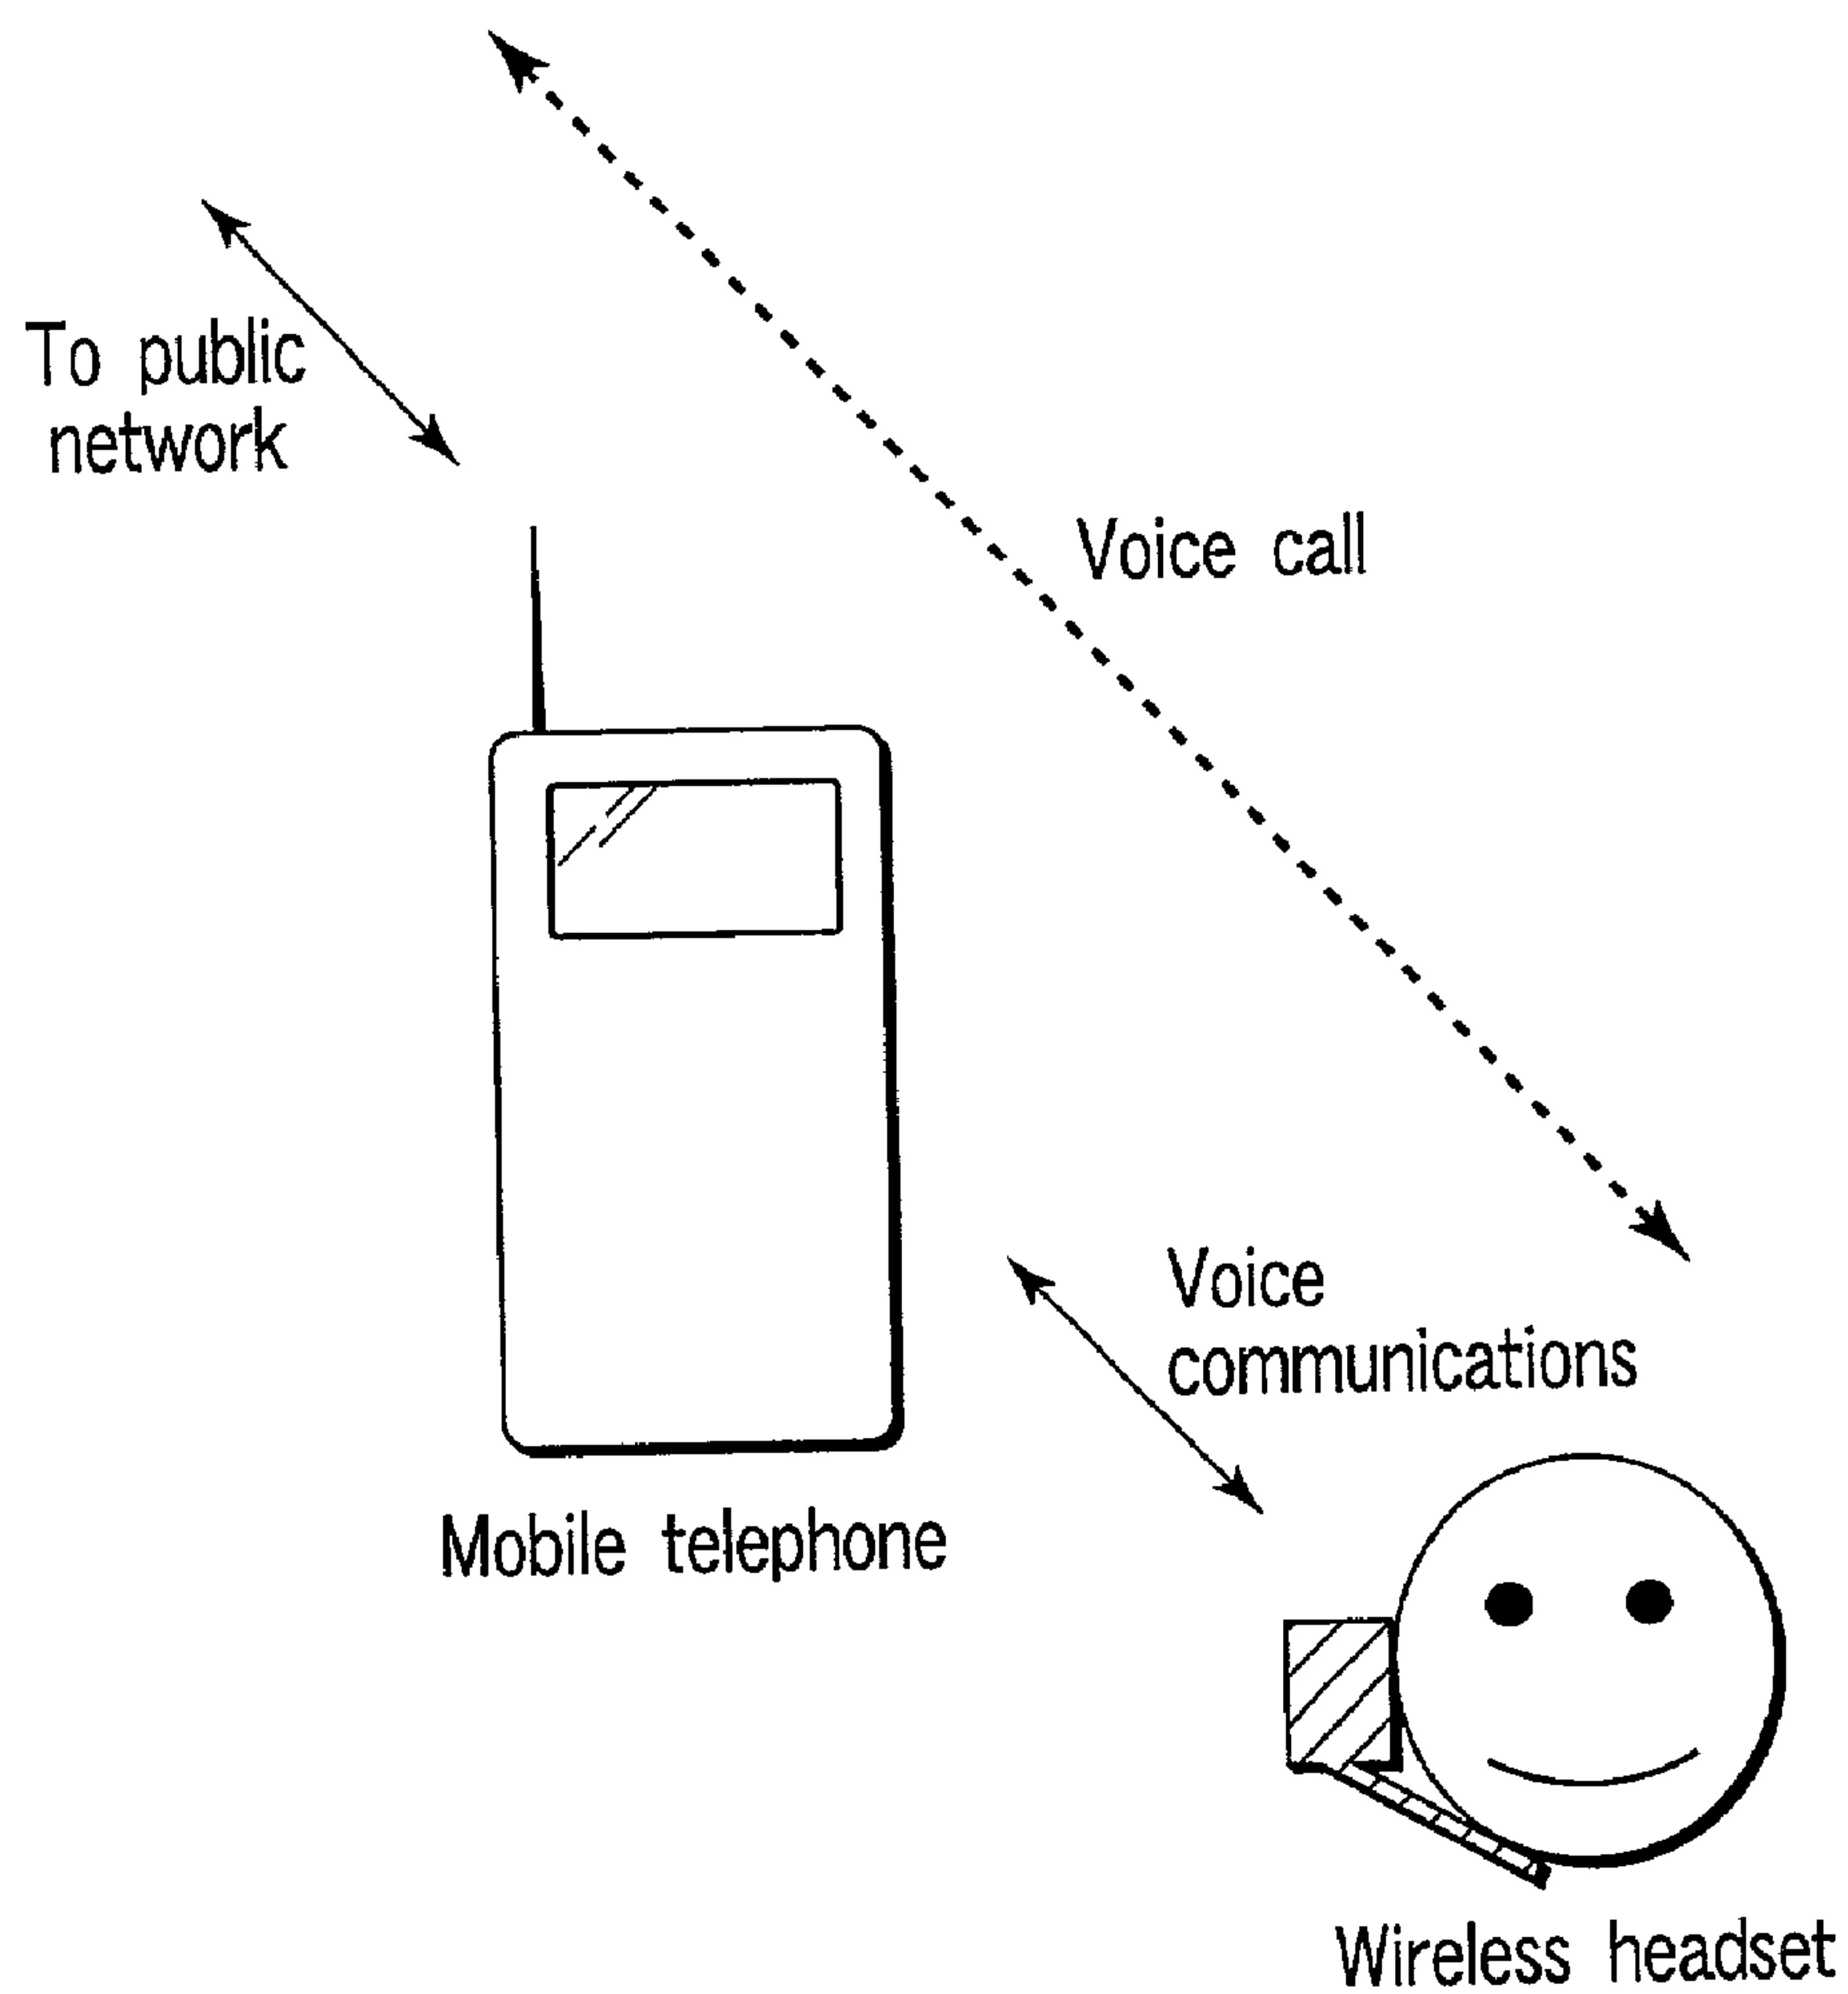 To public
network
Voice call
Voice
communications
Mobile telephone
Wireless headset